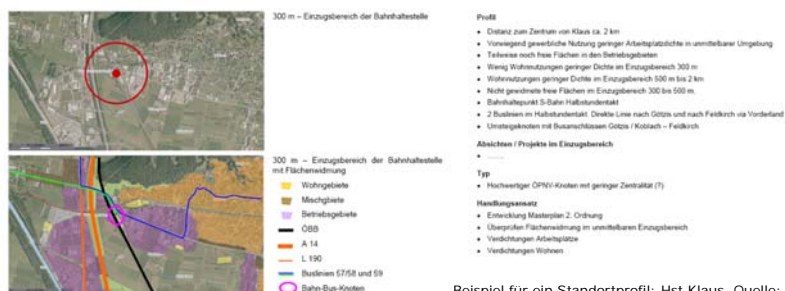 300 m – Einzugsbereich der Bahnhaltestelle
300 m – Einzugsbereich der Bahnhaltestelle
mit Flächenwidmung
Wohngebiete
Mischgbiete
Betriebsgebiete
ÖBB
A 14
L 190
Buslinien 57/58 und 59
Bahn-Bus-Knoten
Profil
• Distanz zum Zentrum von Klaus ca. 2 km
• Vorwiegend gewerbliche Nutzung geringer Arbeitsplatzdichte in unmittelbarer Umgebung
• Teilweise noch freie Flächen in den Betriebsgebieten
• Wenig Wohnnutzungen geringer Dichte im Einzugsbereich 300 m
• Wohnnutzungen geringer Dichte im Einzugsbereich 500 m bis 2 km
• Nicht gewidmete freie Flächen im Einzugsbereich 300 bis 500 m.
• Bahnhaltepunkt S-Bahn Halbstundentakt
• 2 Buslinien im Halbstundentakt. Direkte Linie nach Götzis und nach Feldkirch via Vorderland
• Umsteigeknoten mit Busanschlüssen Götzis / Koblach – Feldkirch
Absichten / Projekte im Einzugsbereich
• ........
Typ
• Hochwertiger ÖPNV-Knoten mit geringer Zentralität (?)
Handlungsansatz
• Entwicklung Masterplan 2. Ordnung
• Überprüfen Flächenwidmung im unmittelbaren Einzugsbereich
• Verdichtungen Arbeitsplätze
• Verdichtungen Wohnen
Beispiel für ein Standortprofil: Hst Klaus, Quelle: